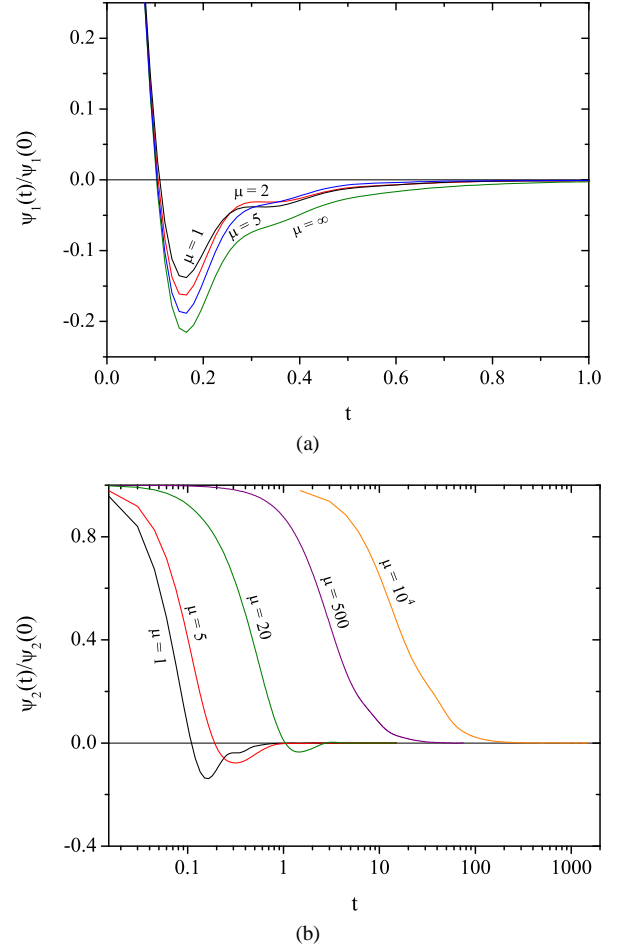 0.2
0.1
0.0
-0.1
-0.2
ψ₁(t)/ψ₁(0)
μ = 1
μ = 2
μ = 5
μ = ∞
0.0 0.2 0.4 0.6 0.8 1.0
t
(a)
0.8
0.4
0.0
-0.4
ψ₂(t)/ψ₂(0)
μ = 1
μ = 5
μ = 20
μ = 500
μ = 10⁴
0.1 1 10 100 1000
t
(b)